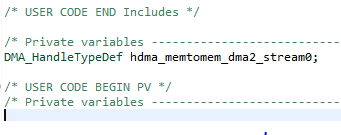 /* USER CODE END Includes */
/* Private variables -----------------------------
DMA_HandleTypeDef hdma_memtomem_dma2_stream0;
/* USER CODE BEGIN PV */
/* Private variables -----------------------------